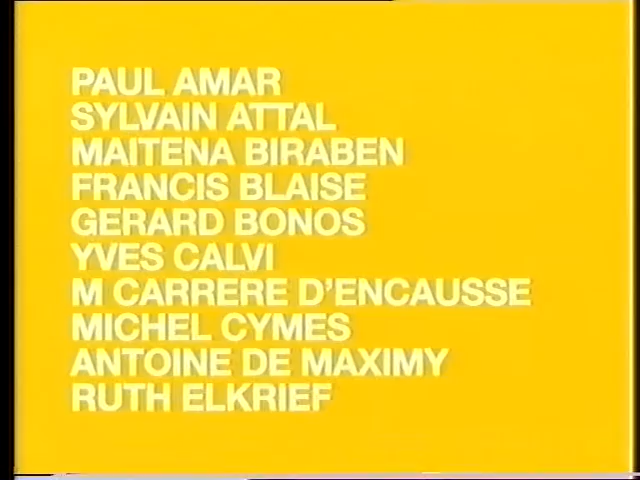 PAUL AMAR
SYLVAIN ATTAL
MAITENA BIRABEN
FRANCIS BLAISE
GERARD BONOS
YVES CALVI
M CARRERE D'ENCAUSSE
MICHEL CYMES
ANTOINE DE MAXIMY
RUTH ELKRIEF